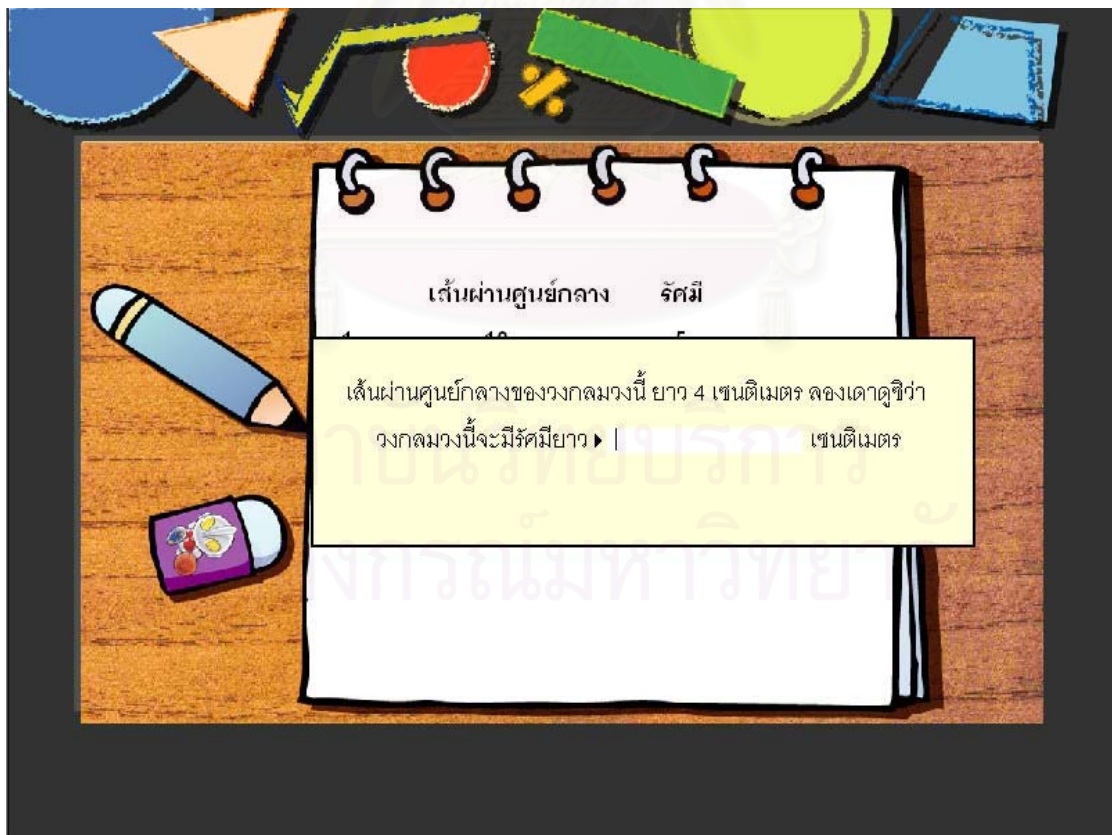 เส้นผ่านศูนย์กลาง รัศมี
เส้นผ่านศูนย์กลางของวงกลมวงนี้ ยาว 4 เซนติเมตร ลองเดาดูซิว่า
วงกลมวงนี้จะมีรัศมียาว ▸ | เซนติเมตร